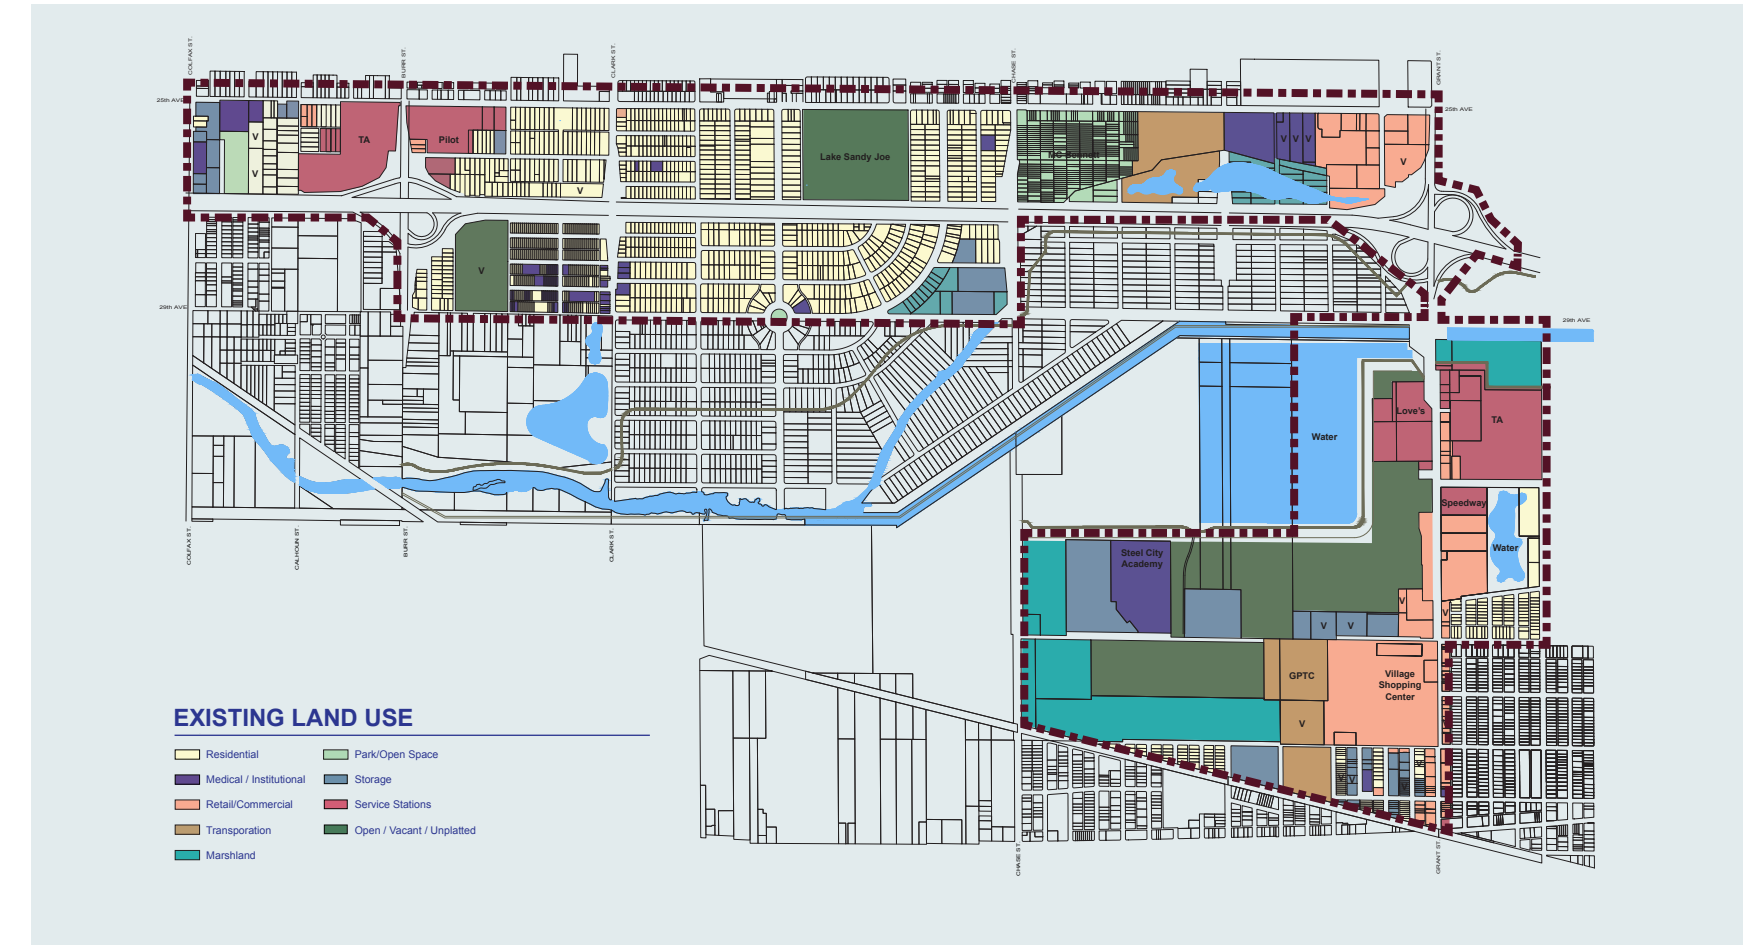 COLFAX ST.
BURR ST.
CLARK ST.
CHASE ST.
GRANT ST.
25th AVE
25th AVE
V
TA
Pilot
Lake Sandy Joe
V V V
V
V
V
V
29th AVE
29th AVE
Love's
TA
Water
Speedway
Water
COLFAX ST.
CALHOUN ST.
BURR ST.
CLARK ST.
Steel City
Academy
V
V
V
V
GPTC
Village
Shopping
Center
V
V
V
V
V
EXISTING LAND USE
Residential
Park/Open Space
Medical / Institutional
Storage
Retail/Commercial
Service Stations
Transporation
Open / Vacant / Unplatted
Marshland
CHASE ST.
GRANT ST.